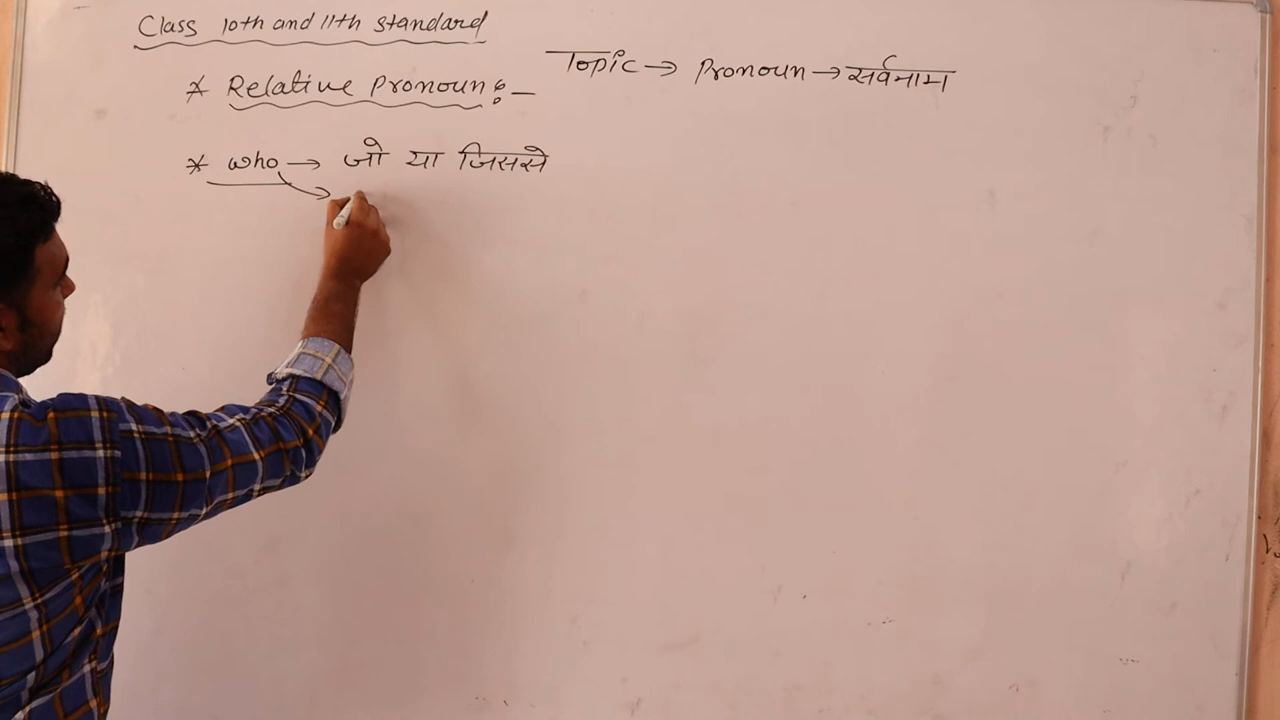 Class 10th and 11th standard
Topic → Pronoun → सर्वनाम
* Relative Pronoun :-
* who → जो या जिससे